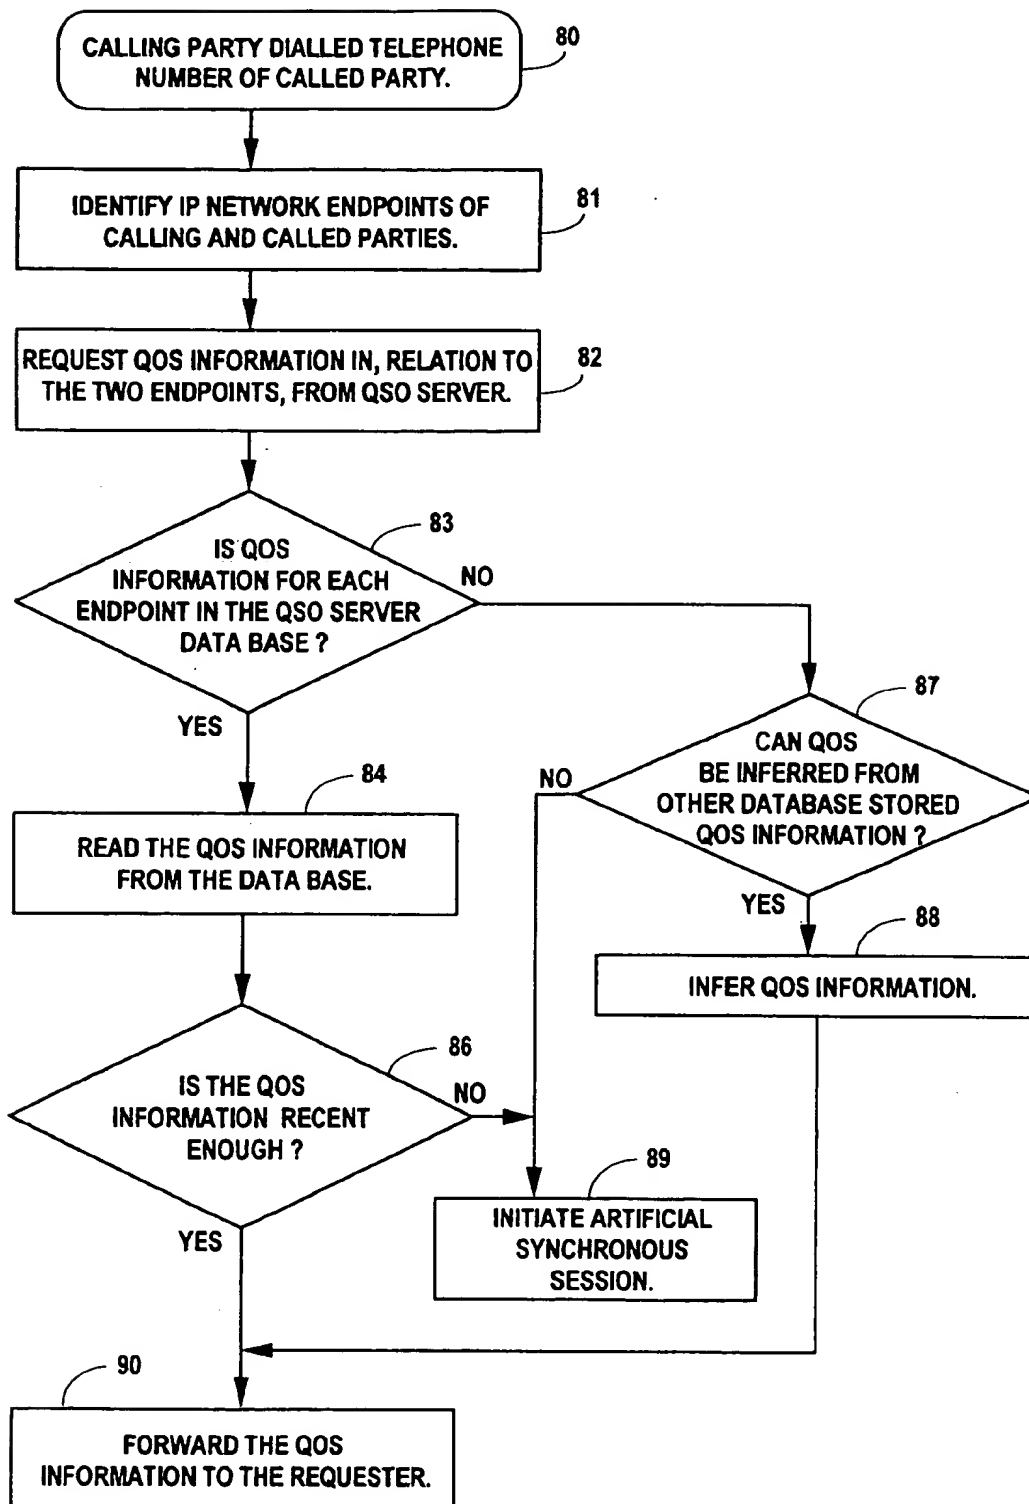 CALLING PARTY DIALLED TELEPHONE
NUMBER OF CALLED PARTY.
80
IDENTIFY IP NETWORK ENDPOINTS OF
CALLING AND CALLED PARTIES.
81
REQUEST QOS INFORMATION IN, RELATION TO
THE TWO ENDPOINTS, FROM QSO SERVER.
82
IS QOS
INFORMATION FOR EACH
ENDPOINT IN THE QSO SERVER
DATA BASE ?
83
NO
YES
87
CAN QOS
BE INFERRED FROM
OTHER DATABASE STORED
QOS INFORMATION ?
NO
YES
84
READ THE QOS INFORMATION
FROM THE DATA BASE.
88
INFER QOS INFORMATION.
86
IS THE QOS
INFORMATION RECENT
ENOUGH ?
NO
YES
89
INITIATE ARTIFICIAL
SYNCHRONOUS
SESSION.
90
FORWARD THE QOS
INFORMATION TO THE REQUESTER.